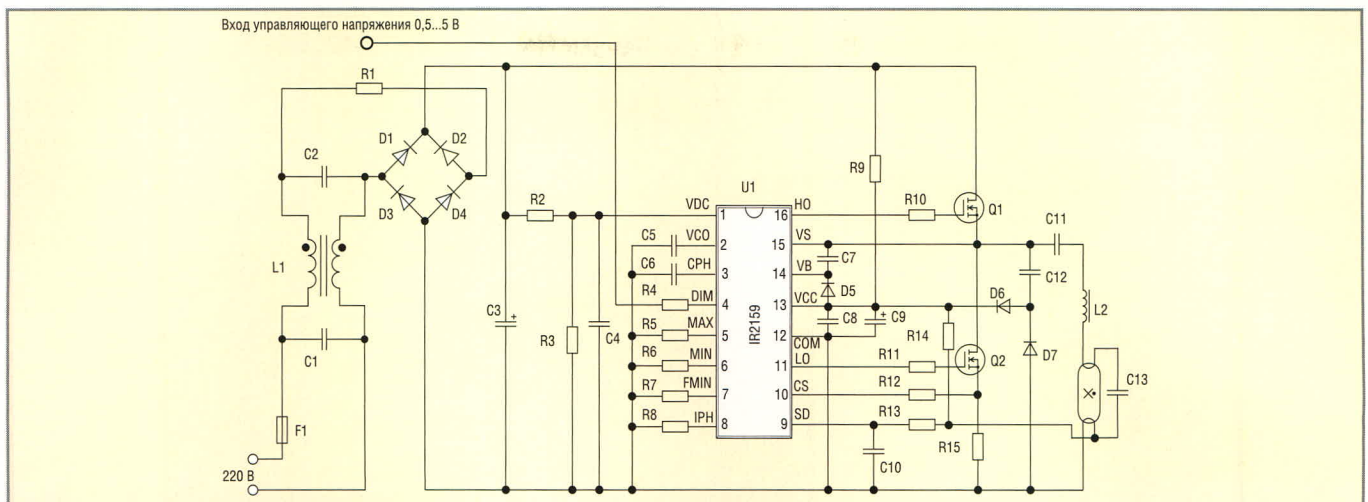 Вход управляющего напряжения 0,5...5 В
R1
D1
D2
C2
D3
D4
L1
C1
F1
220 В
R2
C3
+
R3
C4
C5
C6
R4
R5
R6
R7
R8
U1
IR2159
VDC
VCO
CPH
DIM
MAX
MIN
FMIN
IPH
1
2
3
4
5
6
7
8
16
15
14
13
12
11
10
9
HO
VS
VB
VCC
COM
LO
CS
SD
R9
R10
Q1
C7
D5
C8
+
C9
R14
R11
R12
R13
C10
Q2
R15
D6
D7
C11
C12
L2
C13